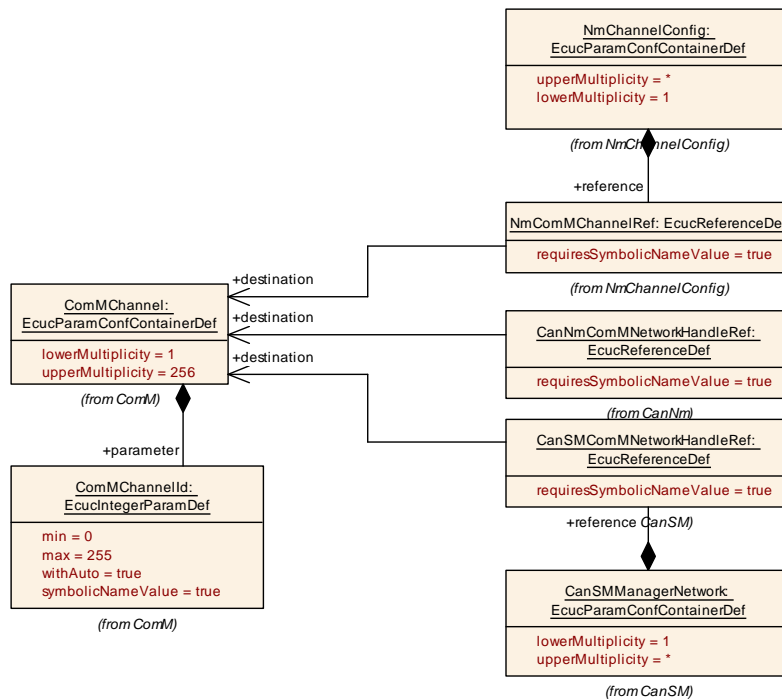 NmChannelConfig:
EcucParamConfContainerDef
upperMultiplicity = *
lowerMultiplicity = 1
(from NmChannelConfig)
+reference
NmComMChannelRef: EcucReferenceDe
requiresSymbolicNameValue = true
(from NmChannelConfig)
+destination
ComMChannel:
EcucParamConfContainerDef
lowerMultiplicity = 1
upperMultiplicity = 256
(from ComM)
+destination
+destination
CanNmComMNetworkHandleRef:
EcucReferenceDef
requiresSymbolicNameValue = true
(from CanNm)
CanSMComMNetworkHandleRef:
EcucReferenceDef
requiresSymbolicNameValue = true
+reference CanSM)
+parameter
ComMChannelId:
EcucIntegerParamDef
min = 0
max = 255
withAuto = true
symbolicNameValue = true
(from ComM)
CanSMManagerNetwork:
EcucParamConfContainerDef
lowerMultiplicity = 1
upperMultiplicity = *
(from CanSM)